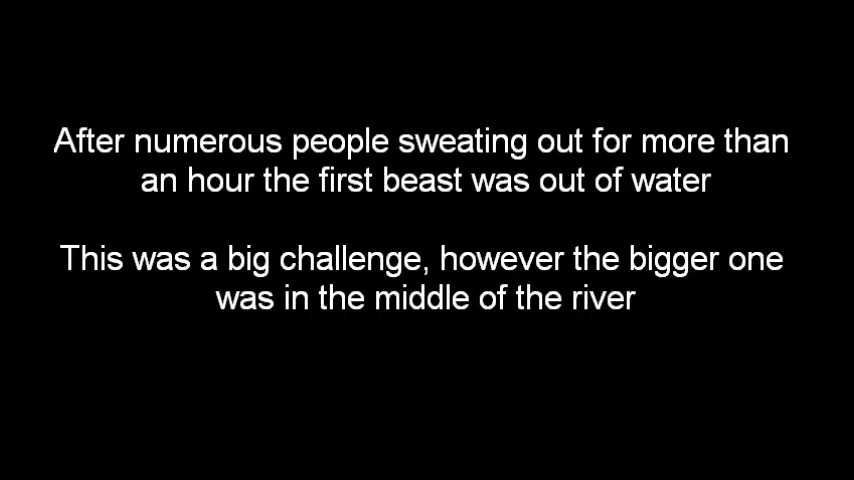 After numerous people sweating out for more than
an hour the first beast was out of water
This was a big challenge, however the bigger one
was in the middle of the river